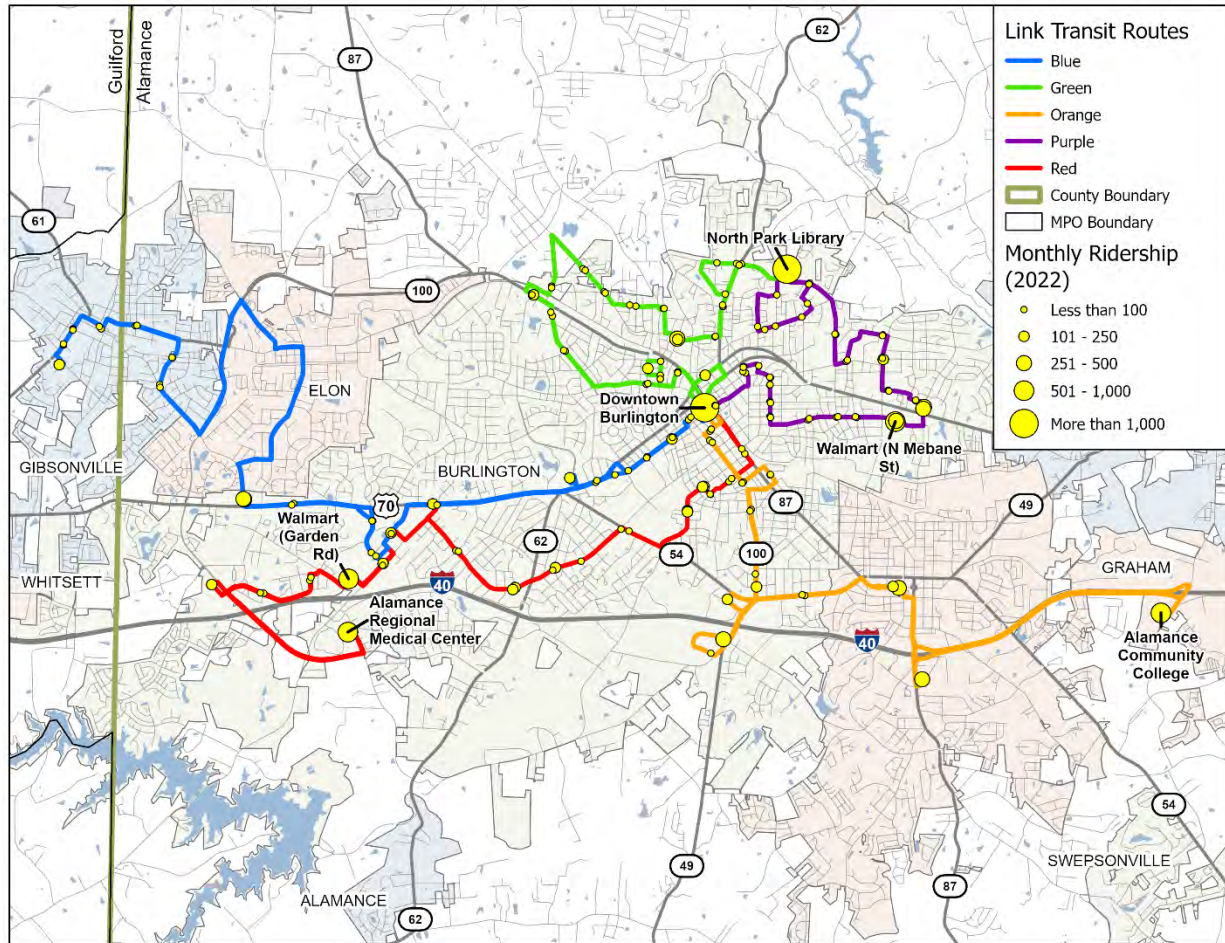 Guilford
Alamance
87
62
61
100
North Park Library
ELON
Downtown
Burlington
GIBSONVILLE
BURLINGTON
Walmart (N Mebane
St)
70
Walmart
(Garden
Rd)
87
49
62
54
100
WHITSETT
40
GRAHAM
Alamance
Regional
Medical Center
40
Alamance
Community
College
54
49
SWEPSONVILLE
87
ALAMANCE
62
Link Transit Routes
Blue
Green
Orange
Purple
Red
County Boundary
MPO Boundary
Monthly Ridership
(2022)
Less than 100
101 - 250
251 - 500
501 - 1,000
More than 1,000